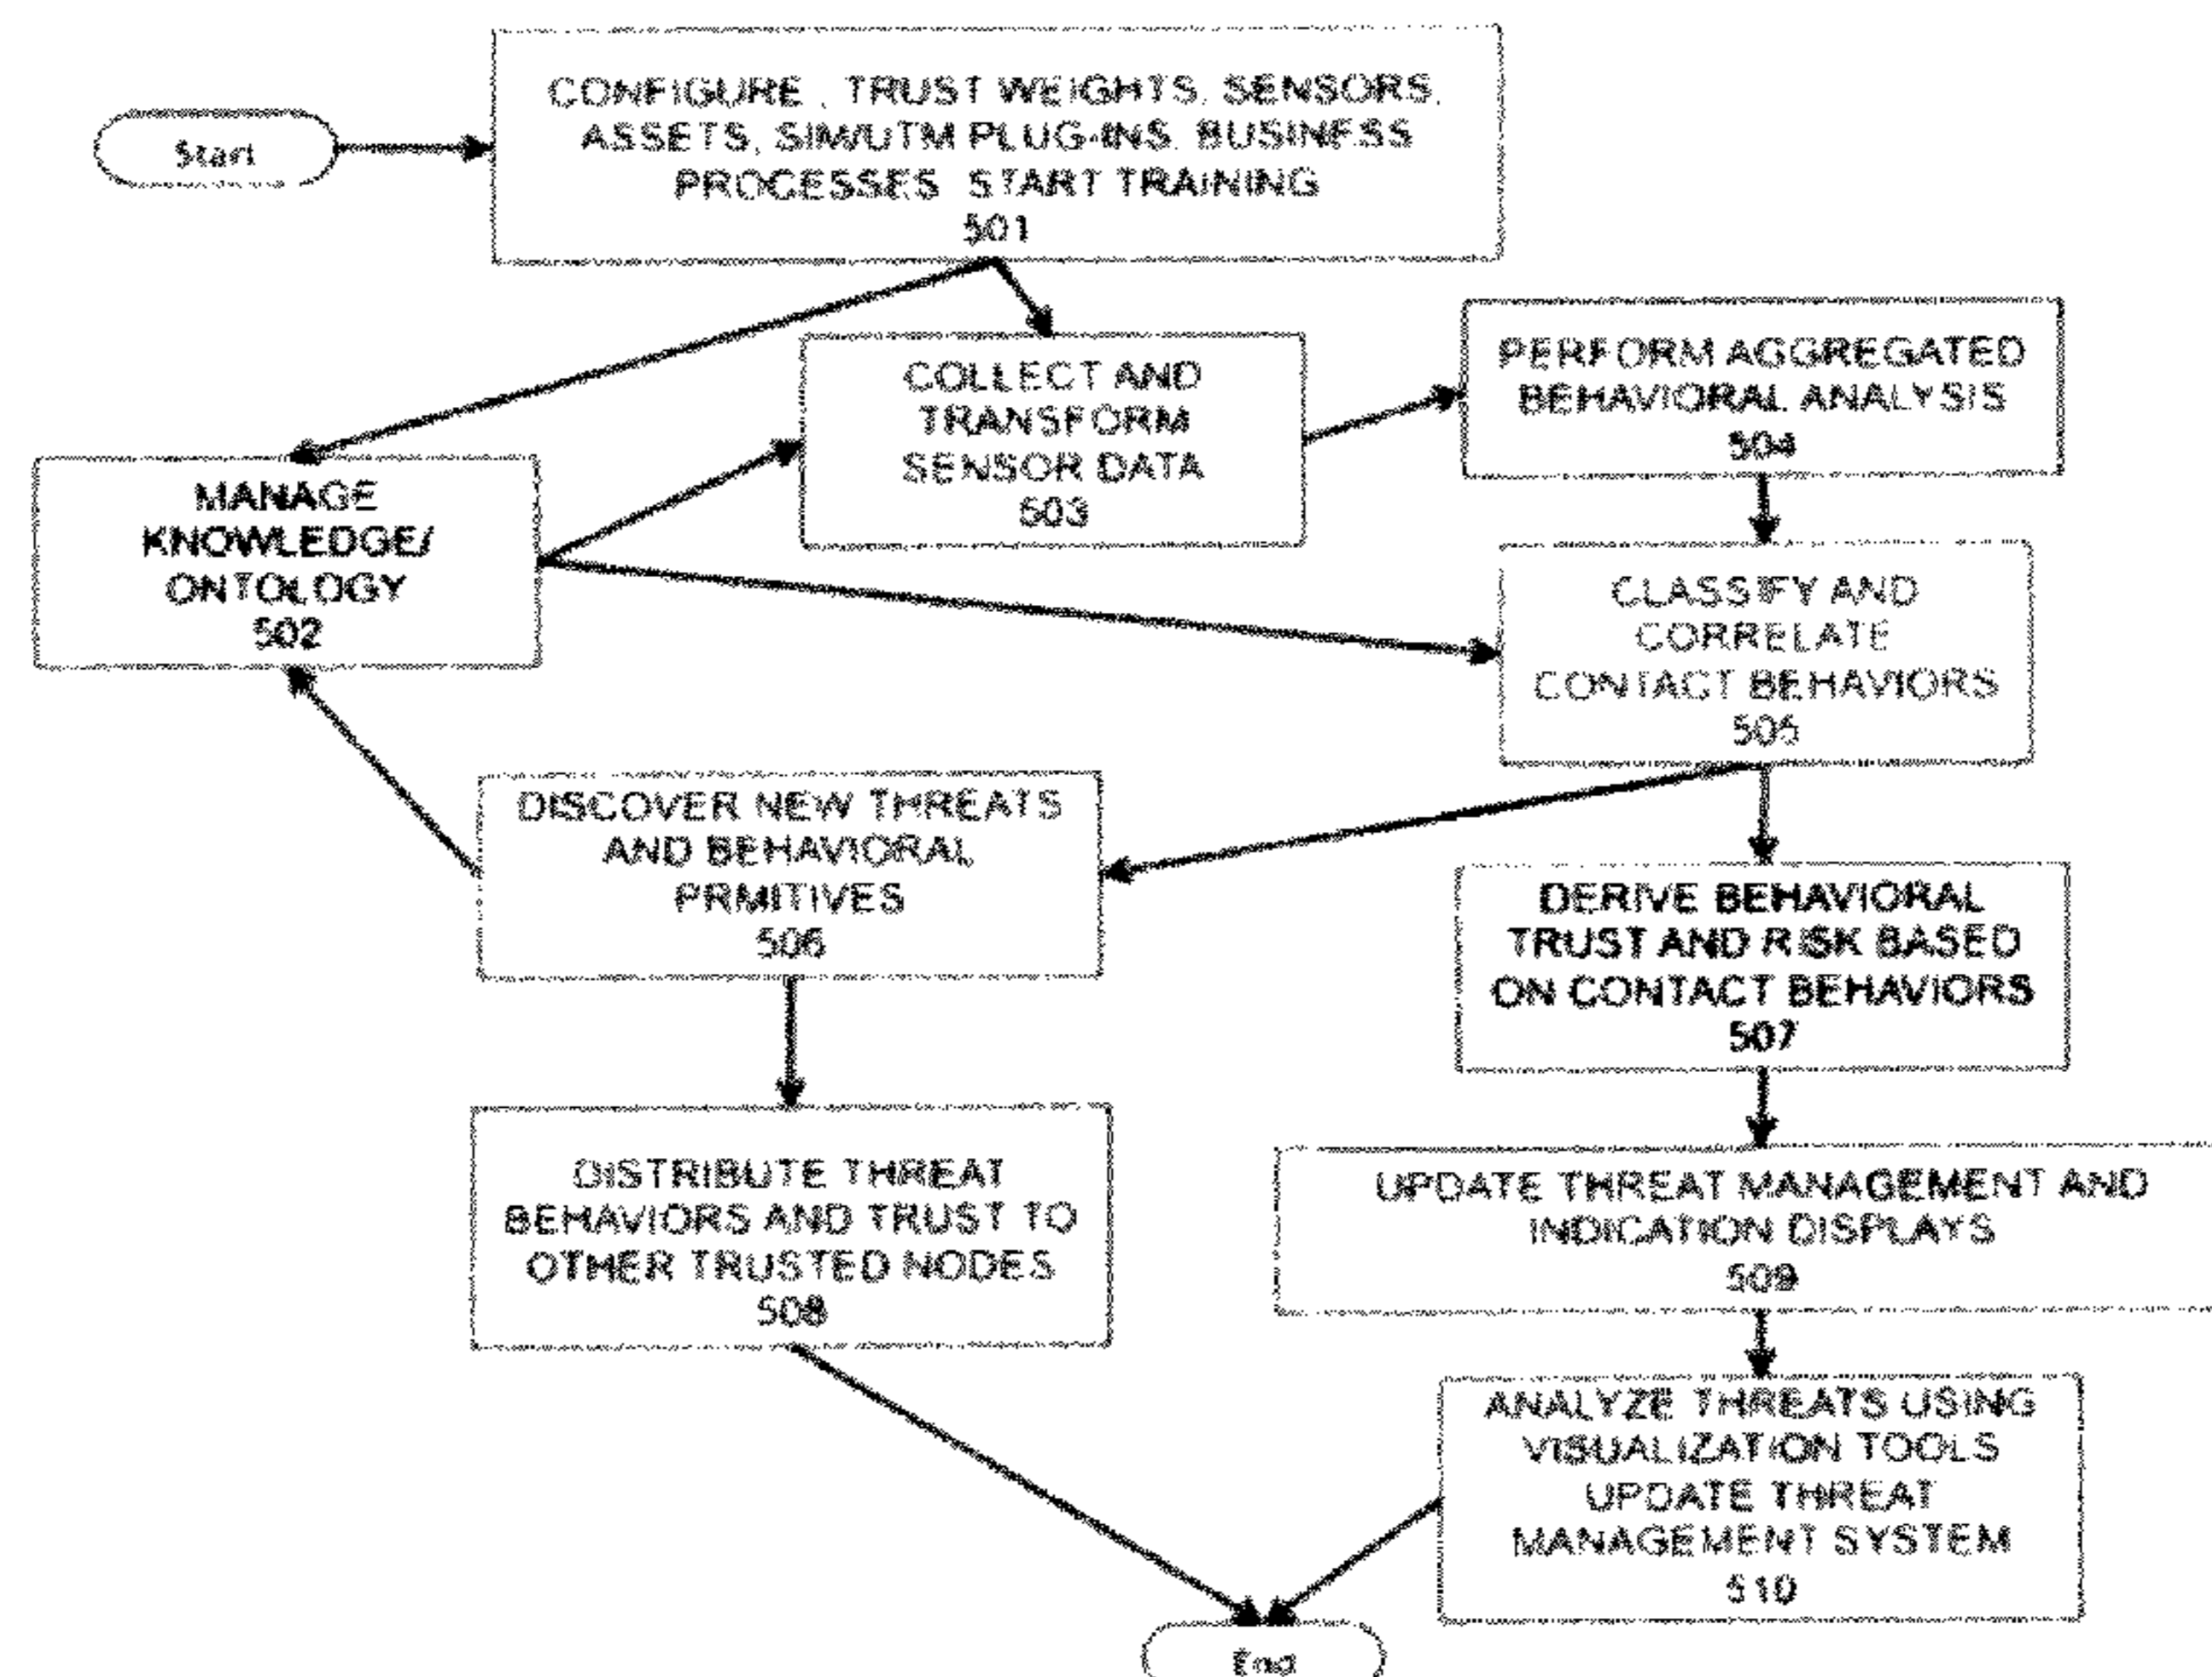 Start
CONFIGURE , TRUST WEIGHTS, SENSORS,
ASSETS, SIM/UTM PLUG-INS, BUSINESS
PROCESSES START TRAINING
501
COLLECT AND
TRANSFORM
SENSOR DATA
503
PERFORM AGGREGATED
BEHAVIORAL ANALYSIS
504
MANAGE
KNOWLEDGE/
ONTOLOGY
502
CLASSIFY AND
CORRELATE
CONTACT BEHAVIORS
505
DISCOVER NEW THREATS
AND BEHAVIORAL
PRMITIVES
506
DERIVE BEHAVIORAL
TRUST AND RISK BASED
ON CONTACT BEHAVIORS
507
DISTRIBUTE THREAT
BEHAVIORS AND TRUST TO
OTHER TRUSTED NODES
508
UPDATE THREAT MANAGEMENT AND
INDICATION DISPLAYS
509
ANALYZE THREATS USING
VISUALIZATION TOOLS
UPDATE THREAT
MANAGEMENT SYSTEM
510
End